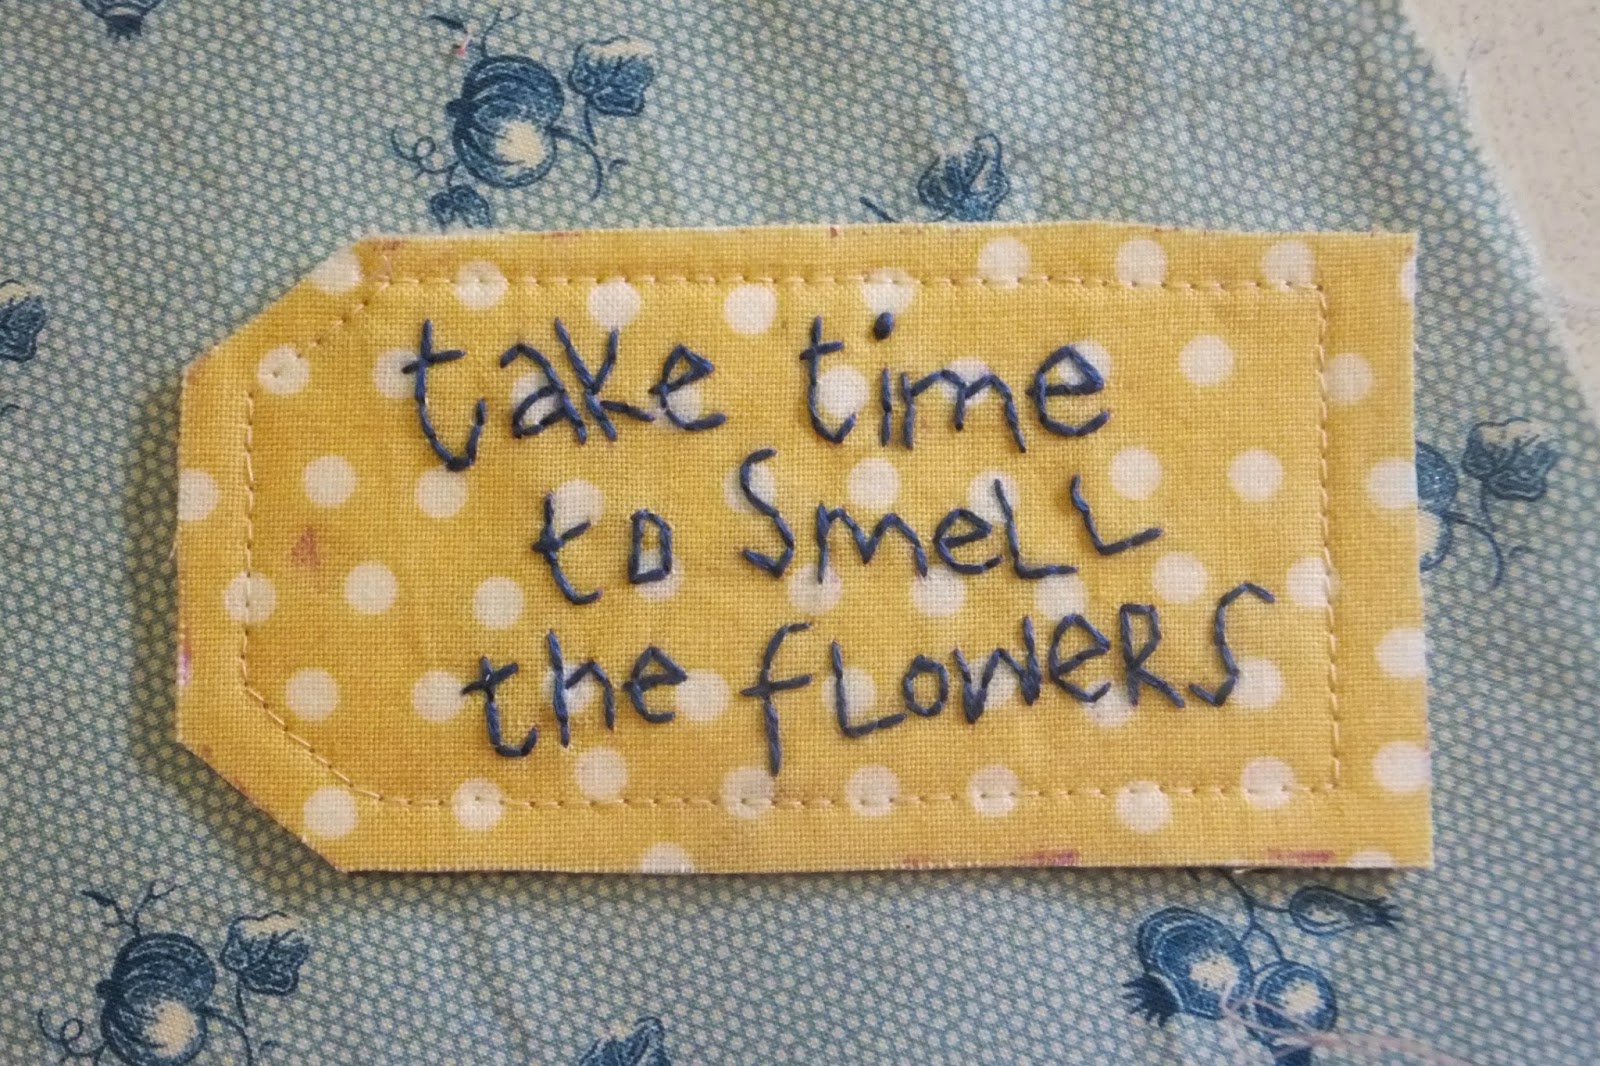 take time
to smell
the flowers